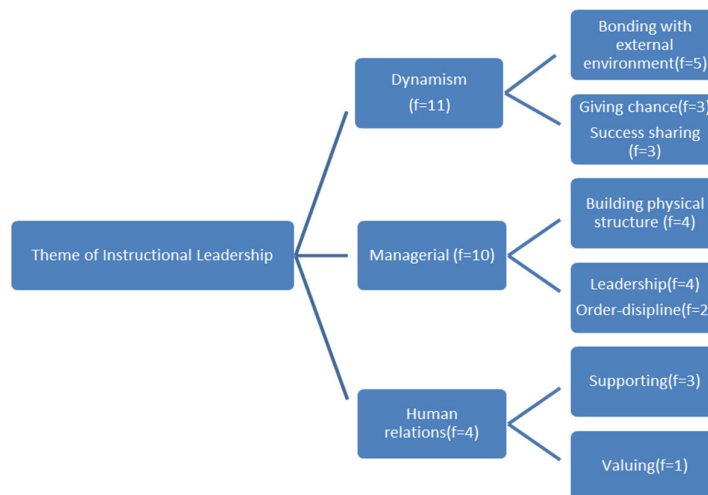 Theme of Instructional Leadership
Dynamism
(f=11)
Bonding with
external
environment(f=5)
Giving chance(f=3)
Success sharing
(f=3)
Managerial (f=10)
Building physical
structure (f=4)
Leadership(f=4)
Order-disipline(f=2
Human
relations(f=4)
Supporting(f=3)
Valuing(f=1)